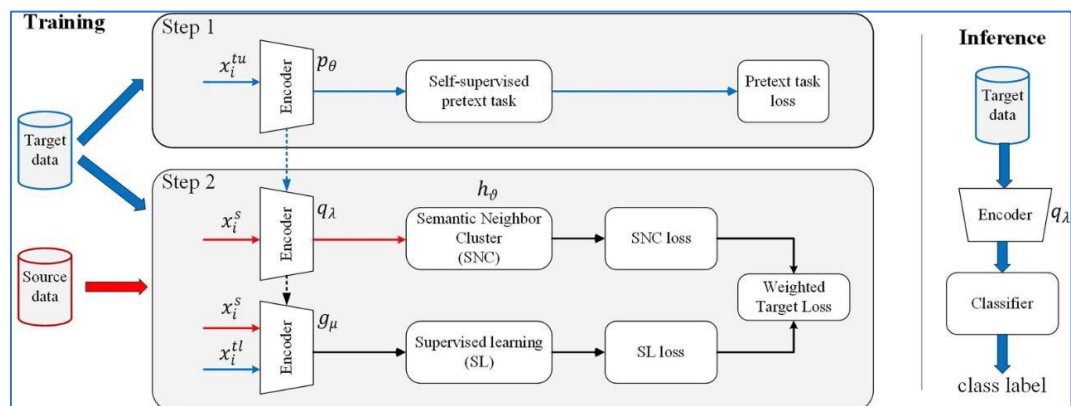 Training
Step 1
x_i^{tu}
Encoder
p_θ
Self-supervised
pretext task
Pretext task
loss
Target
data
Step 2
x_i^s
Encoder
q_λ
h_ϑ
Semantic Neighbor
Cluster
(SNC)
SNC loss
Weighted
Target Loss
Source
data
x_i^s
x_i^{tl}
Encoder
g_μ
Supervised learning
(SL)
SL loss
Inference
Target
data
Encoder
q_λ
Classifier
class label